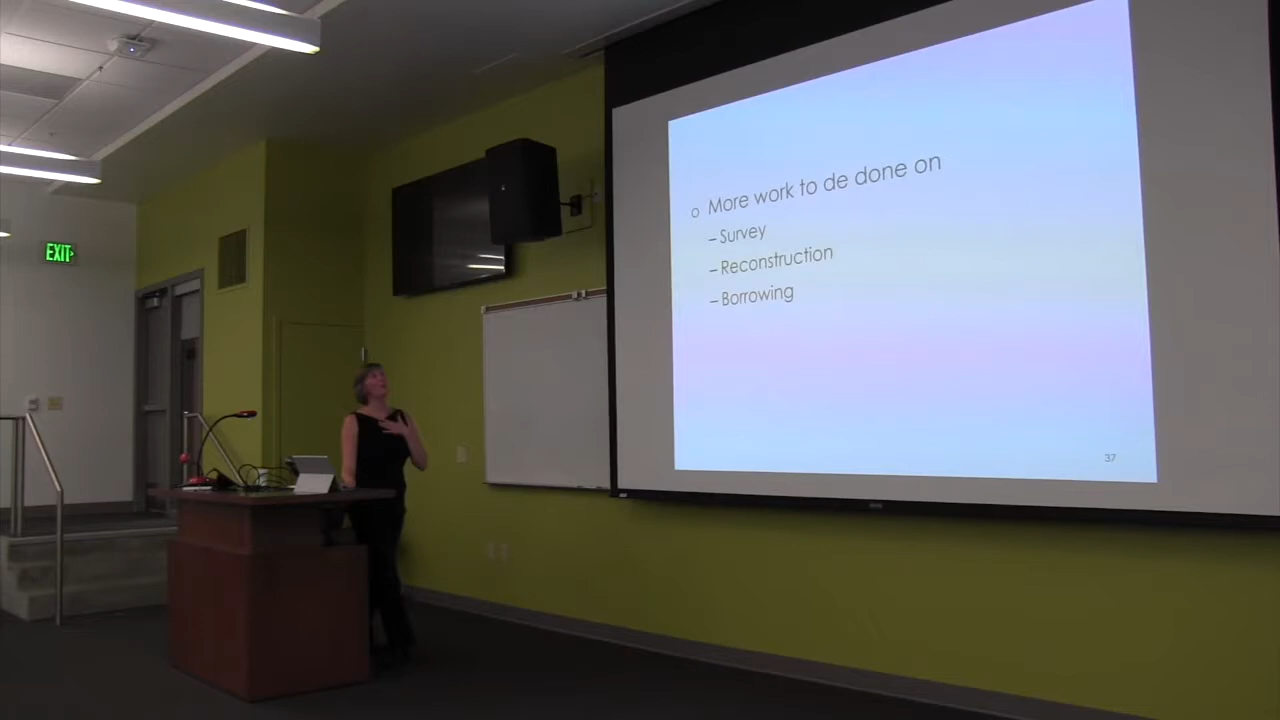 EXIT
o More work to de done on
– Survey
– Reconstruction
– Borrowing
37